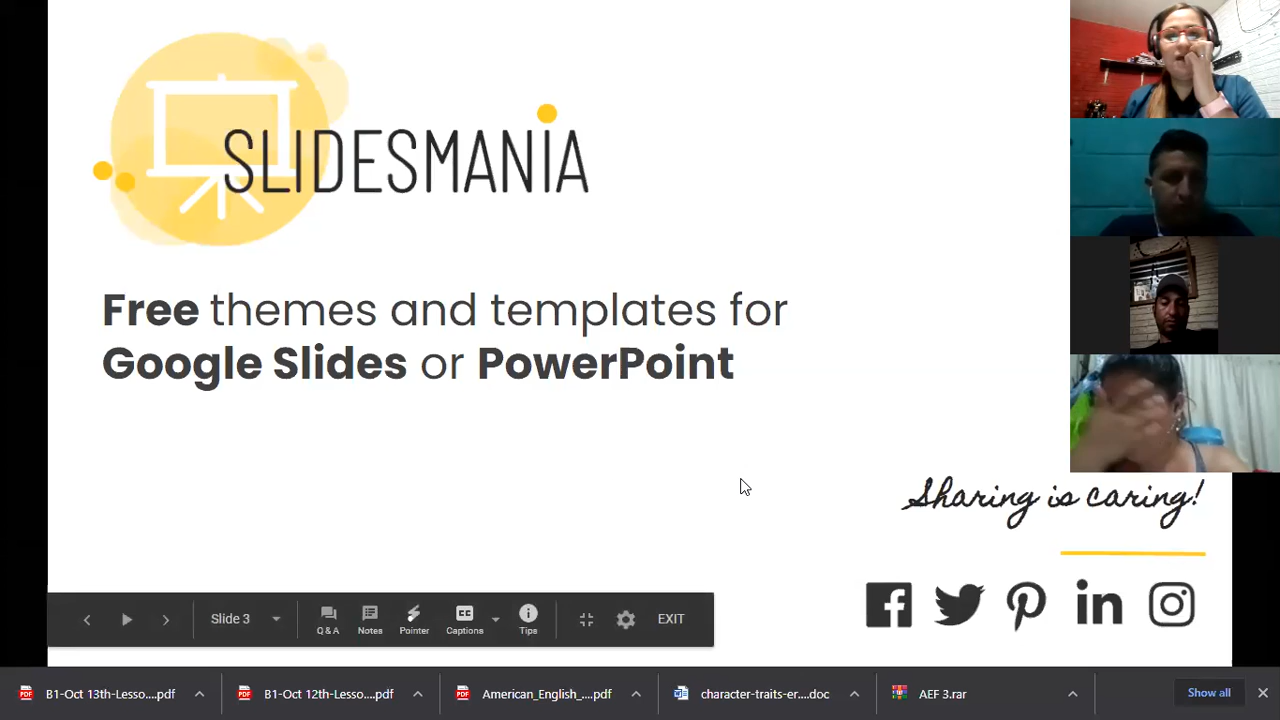 SLIDESMANIA
Free themes and templates for
Google Slides or PowerPoint
Sharing is caring!
Slide 3
Q & A
Notes
Pointer
CC
Captions
Tips
EXIT
B1-Oct 13th-Lesso....pdf
B1-Oct 12th-Lesso....pdf
American_English_....pdf
character-traits-er....doc
AEF 3.rar
Show all